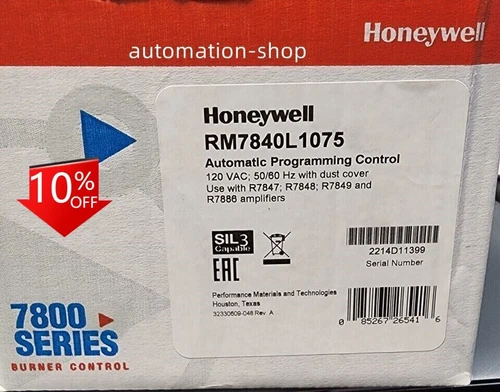 Honeywell
automation-shop
Honeywell
RM7840L1075
Automatic Programming Control
120 VAC; 50/60 Hz with dust cover
Use with R7847; R7848; R7849 and
R7886 amplifiers
10% OFF
SIL 3
Capable
EAC
2214D11399
Serial Number
Performance Materials and Technologies
Houston, Texas
32330609-048 Rev. A
0 85267 26541 6
7800
SERIES
BURNER CONTROL